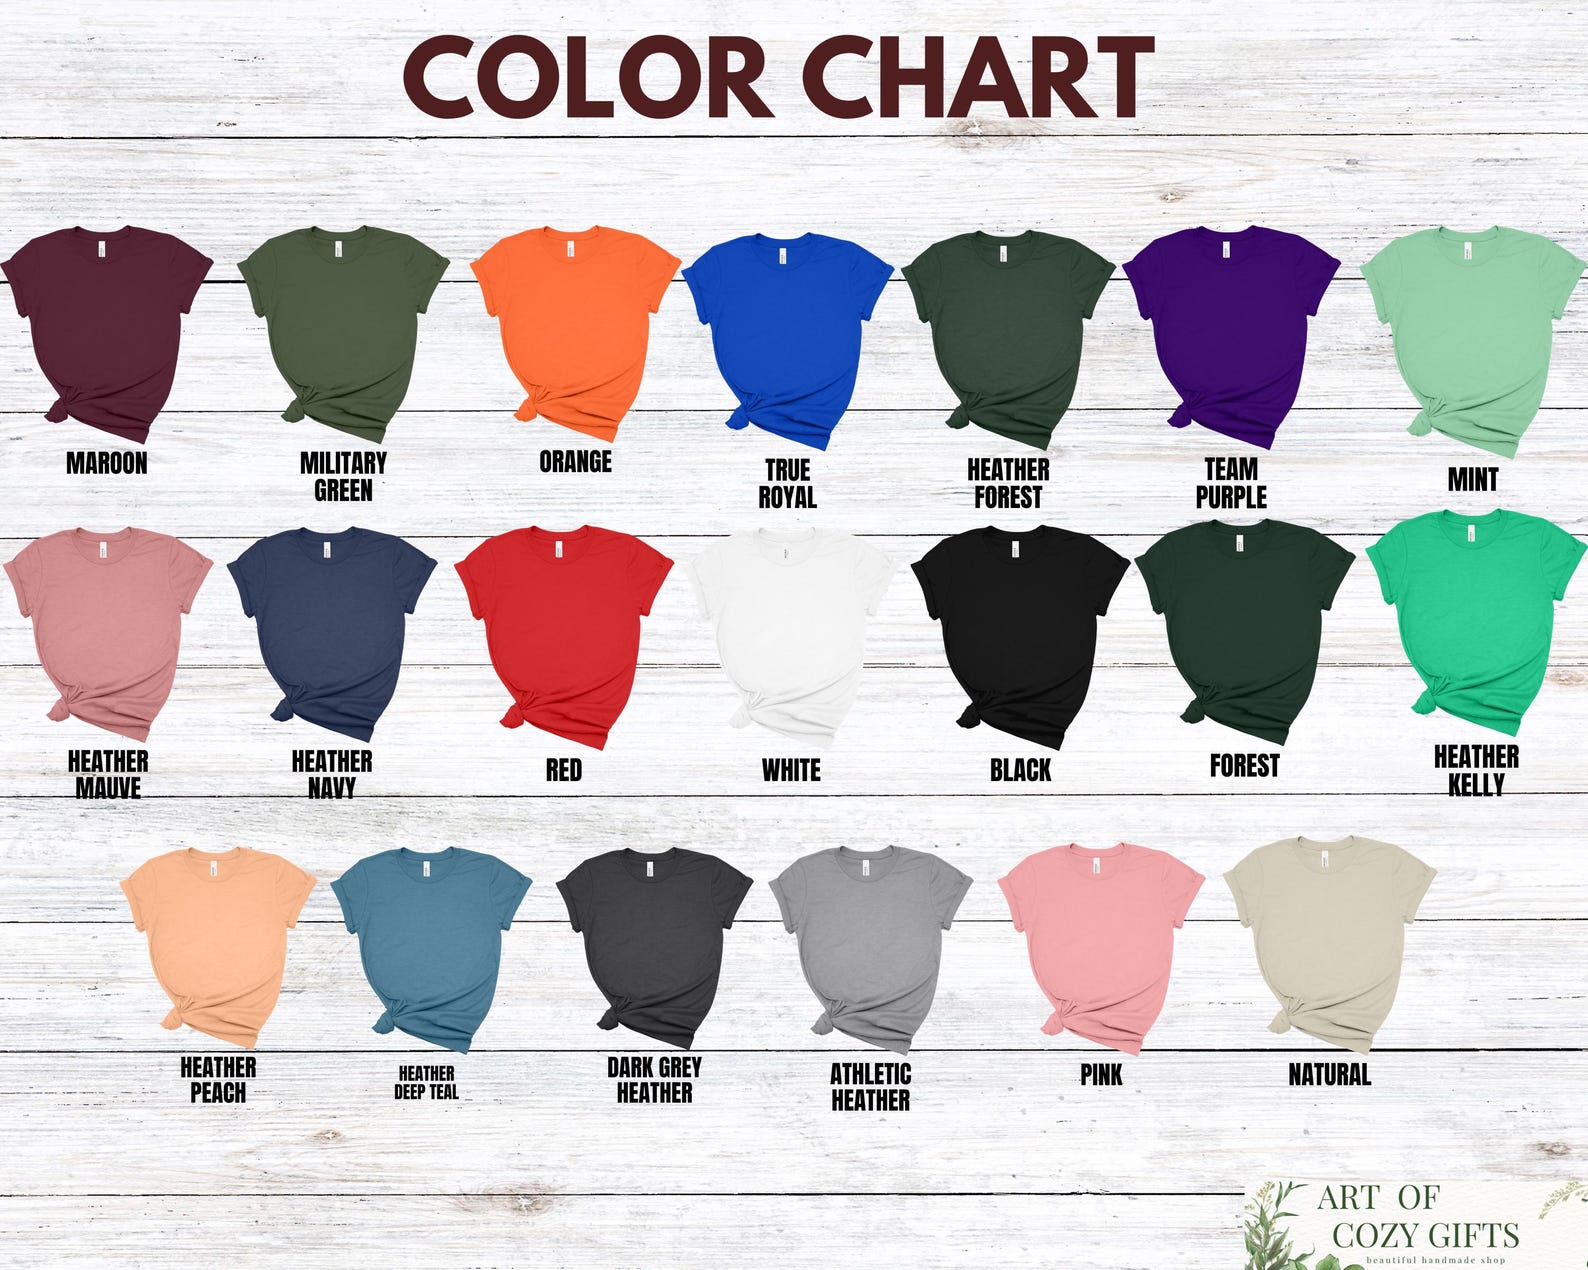 COLOR CHART
MAROON
MILITARY
GREEN
ORANGE
TRUE
ROYAL
HEATHER
FOREST
TEAM
PURPLE
MINT
HEATHER
MAUVE
HEATHER
NAVY
RED
WHITE
BLACK
FOREST
HEATHER
KELLY
HEATHER
PEACH
HEATHER
DEEP TEAL
DARK GREY
HEATHER
ATHLETIC
HEATHER
PINK
NATURAL
ART OF
COZY GIFTS
beautiful handmade shop